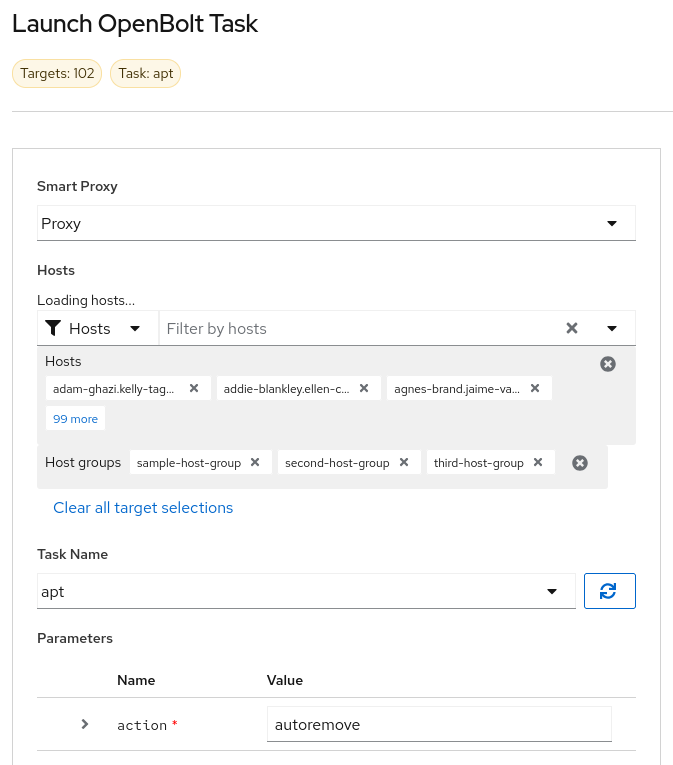 Launch OpenBolt Task
Targets: 102 Task: apt
Smart Proxy
Proxy
Hosts
Loading hosts...
Hosts Filter by hosts
Hosts
adam-ghazi.kelly-tag... addie-blankley.ellen-c... agnes-brand.jaime-va...
99 more
Host groups sample-host-group second-host-group third-host-group
Clear all target selections
Task Name
apt
Parameters
Name Value
action * autoremove